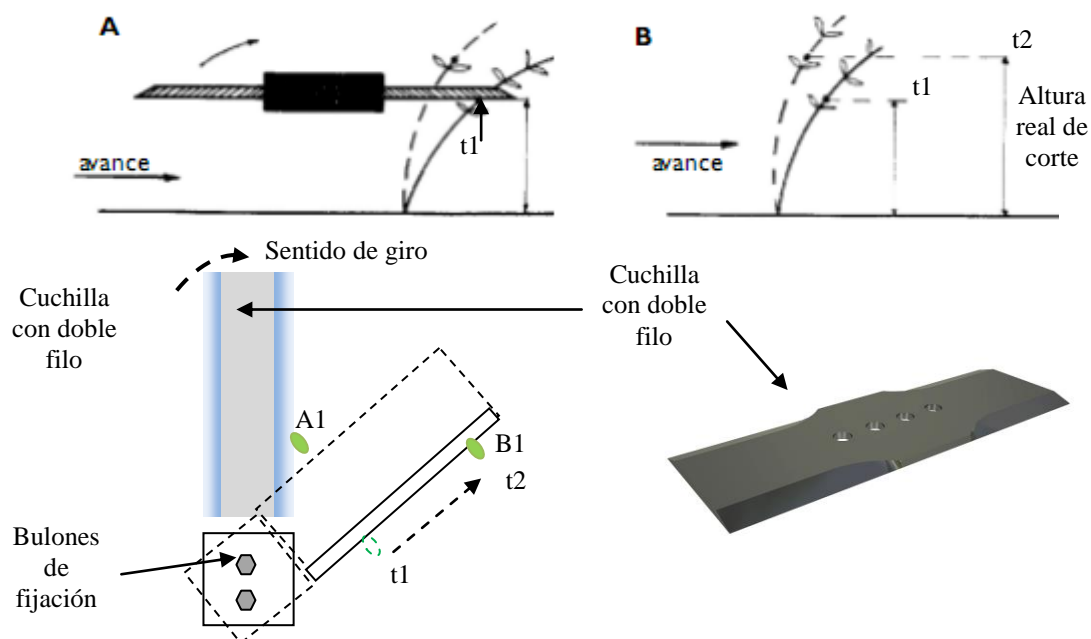 A
t1
avance
B
t2
t1
Altura
real de
corte
avance
Sentido de giro
Cuchilla
con doble
filo
Cuchilla
con doble
filo
A1
B1
t2
t1
Bulones
de
fijación